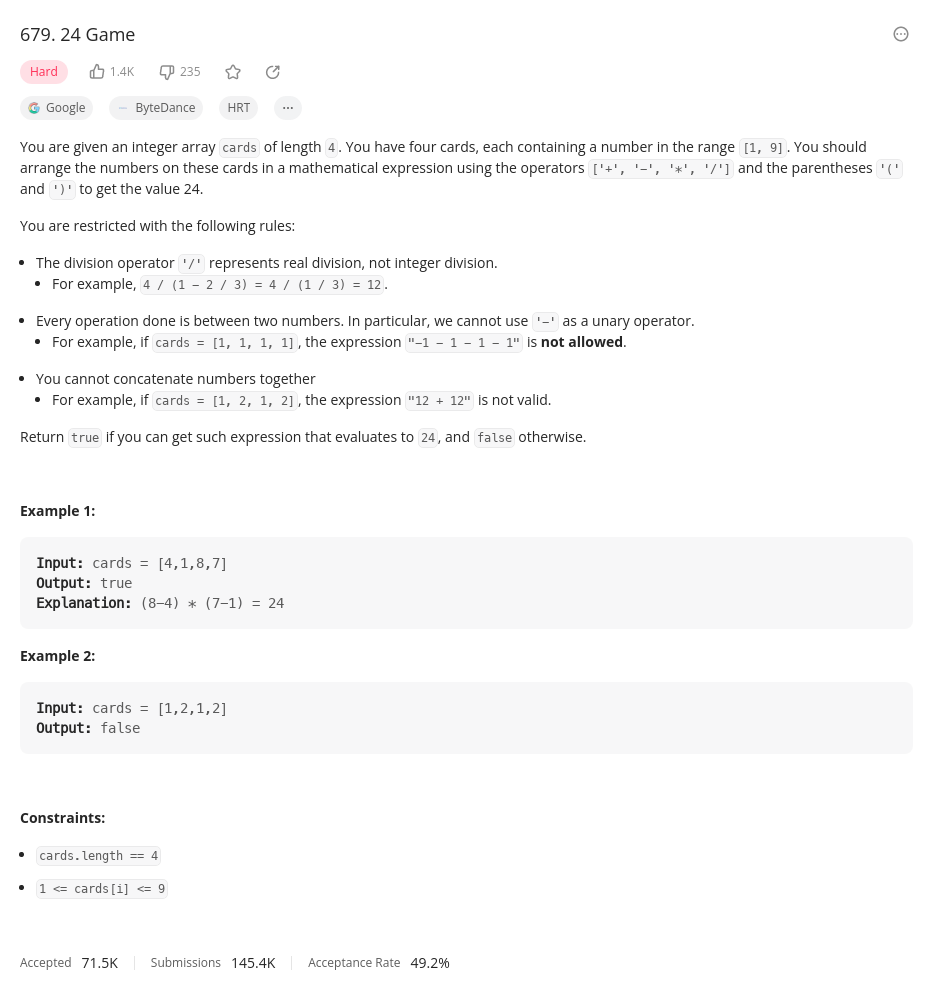 679. 24 Game
Hard 1.4K 235
Google ByteDance HRT ...
You are given an integer array cards of length 4. You have four cards, each containing a number in the range [1, 9]. You should
arrange the numbers on these cards in a mathematical expression using the operators ['+', '-', '*', '/'] and the parentheses '('
and ')' to get the value 24.
You are restricted with the following rules:
• The division operator '/' represents real division, not integer division.
• For example, 4 / (1 - 2 / 3) = 4 / (1 / 3) = 12.
• Every operation done is between two numbers. In particular, we cannot use '-' as a unary operator.
• For example, if cards = [1, 1, 1, 1], the expression "-1 - 1 - 1 - 1" is not allowed.
• You cannot concatenate numbers together
• For example, if cards = [1, 2, 1, 2], the expression "12 + 12" is not valid.
Return true if you can get such expression that evaluates to 24, and false otherwise.
Example 1:
Input: cards = [4,1,8,7]
Output: true
Explanation: (8-4) * (7-1) = 24
Example 2:
Input: cards = [1,2,1,2]
Output: false
Constraints:
• cards.length == 4
• 1 <= cards[i] <= 9
Accepted 71.5K Submissions 145.4K Acceptance Rate 49.2%